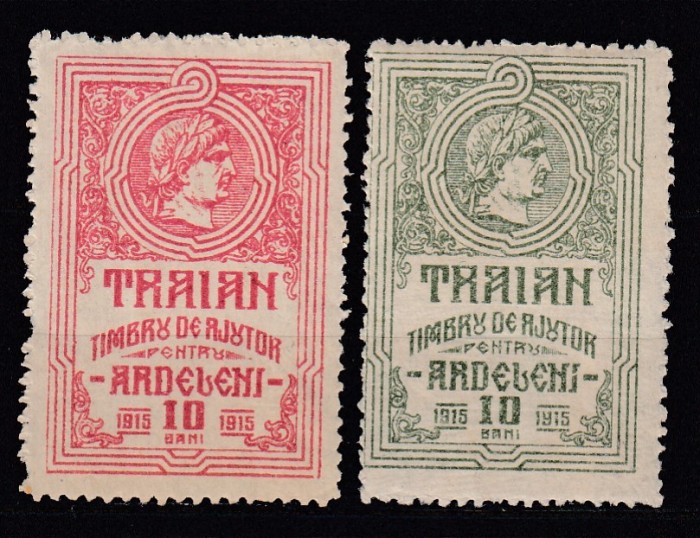 TRAIAN
TIMBRU DE AJUTOR
PENTRU
-ARDELENI-
1915 10 1915
BANI
TRAIAN
TIMBRU DE AJUTOR
PENTRU
-ARDELENI-
1915 10 1915
BANI